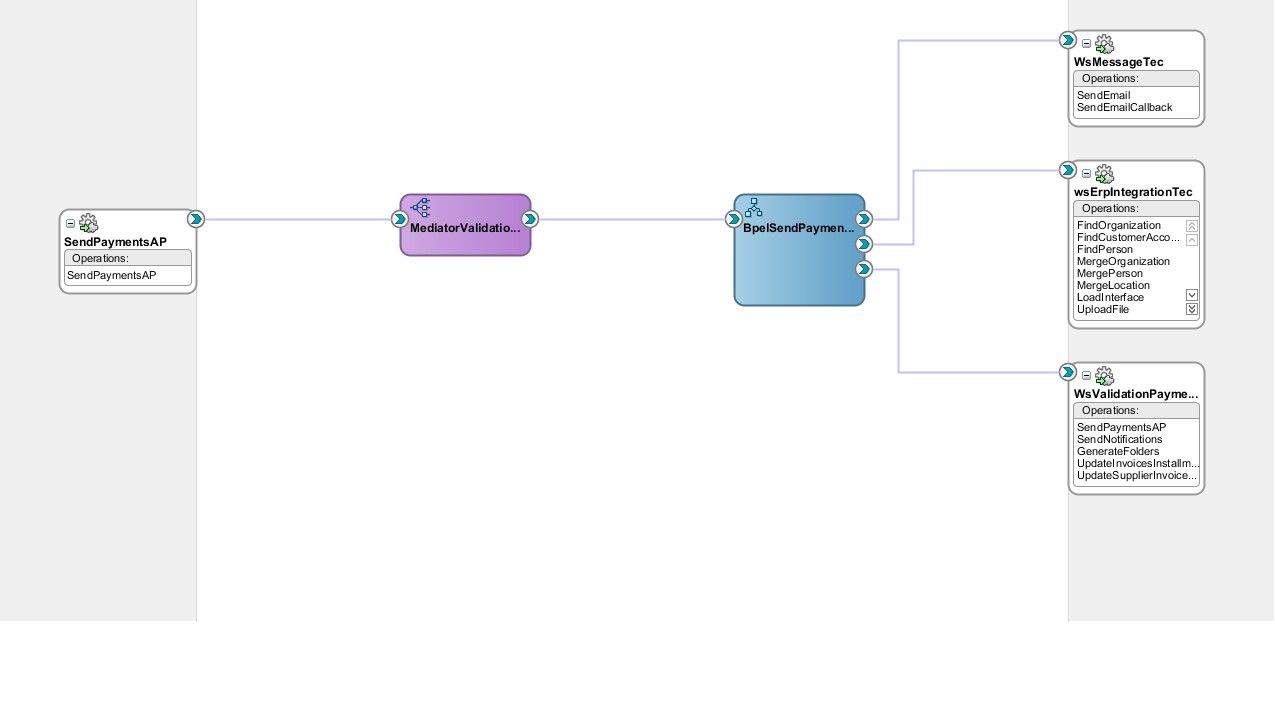 SendPaymentsAP
Operations:
SendPaymentsAP
MediatorValidatio...
BpelSendPaymen...
WsMessageTec
Operations:
SendEmail
SendEmailCallback
wsErpIntegrationTec
Operations:
FindOrganization
FindCustomerAcco...
FindPerson
MergeOrganization
MergePerson
MergeLocation
LoadInterface
UploadFile
WsValidationPayme...
Operations:
SendPaymentsAP
SendNotifications
GenerateFolders
UpdateInvoicesInstallm...
UpdateSupplierInvoice...